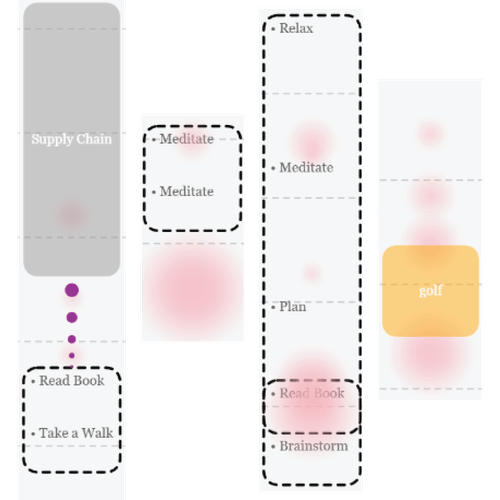 Supply Chain
• Read Book
• Take a Walk
• Meditate
• Meditate
• Relax
• Meditate
• Plan
• Read Book
• Brainstorm
golf